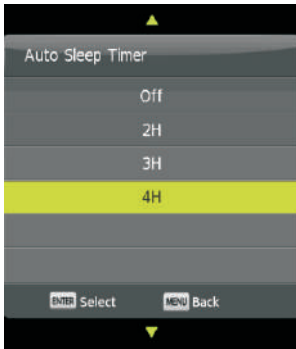 Auto Sleep Timer
Off
2H
3H
4H
ENTER Select MENU Back